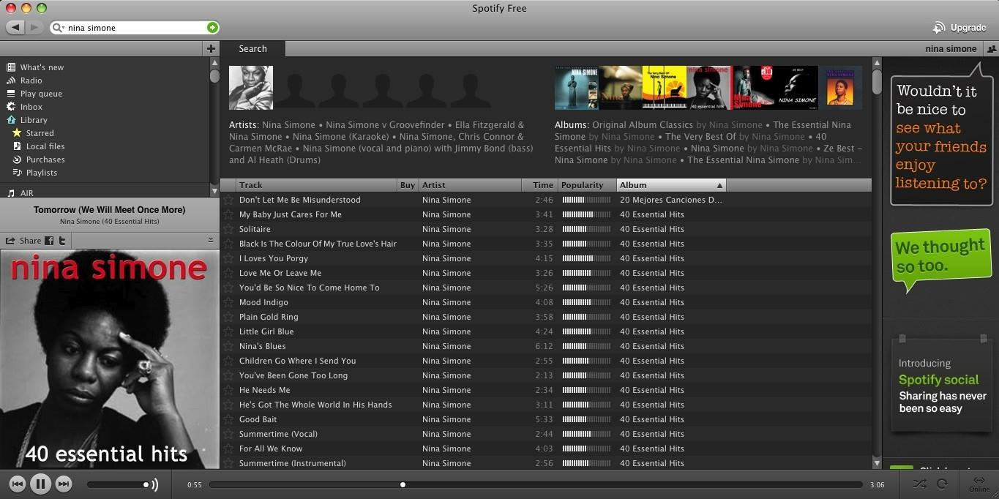 Spotify Free
nina simone
Upgrade
Search
nina simone
What's new
Radio
Play queue
Inbox
Library
Starred
Local files
Purchases
Playlists
AIR
Tomorrow (We Will Meet Once More)
Nina Simone (40 Essential Hits)
Share
nina simone
40 essential hits
Artists: Nina Simone • Nina Simone v Groovefinder • Ella Fitzgerald &
Nina Simone • Nina Simone (Karaoke) • Nina Simone, Chris Connor &
Carmen McRae • Nina Simone (vocal and piano) with Jimmy Bond (bass)
and Al Heath (Drums)
Albums: Original Album Classics by Nina Simone • The Essential Nina
Simone by Nina Simone • The Very Best Of by Nina Simone • 40
Essential Hits by Nina Simone • Nina Simone by Nina Simone • Ze Best –
Nina Simone by Nina Simone • The Essential Nina Simone by Nina Sim...
Track Buy Artist Time Popularity Album
Don't Let Me Be Misunderstood Nina Simone 2:46 20 Mejores Canciones D...
My Baby Just Cares For Me Nina Simone 3:41 40 Essential Hits
Solitaire Nina Simone 3:28 40 Essential Hits
Black Is The Colour Of My True Love's Hair Nina Simone 3:35 40 Essential Hits
I Loves You Porgy Nina Simone 4:15 40 Essential Hits
Love Me Or Leave Me Nina Simone 3:26 40 Essential Hits
You'd Be So Nice To Come Home To Nina Simone 5:26 40 Essential Hits
Mood Indigo Nina Simone 4:08 40 Essential Hits
Plain Gold Ring Nina Simone 3:58 40 Essential Hits
Little Girl Blue Nina Simone 4:24 40 Essential Hits
Nina's Blues Nina Simone 6:12 40 Essential Hits
Children Go Where I Send You Nina Simone 2:55 40 Essential Hits
You've Been Gone Too Long Nina Simone 2:13 40 Essential Hits
He Needs Me Nina Simone 2:34 40 Essential Hits
He's Got The Whole World In His Hands Nina Simone 3:11 40 Essential Hits
Good Bait Nina Simone 5:33 40 Essential Hits
Summertime (Vocal) Nina Simone 2:44 40 Essential Hits
For All We Know Nina Simone 4:03 40 Essential Hits
Summertime (Instrumental) Nina Simone 2:56 40 Essential Hits
Wouldn't it
be nice to
see what
your friends
enjoy
listening to?
We thought
so too.
Introducing
Spotify social
Sharing has never
been so easy
0:55
3:06
Online